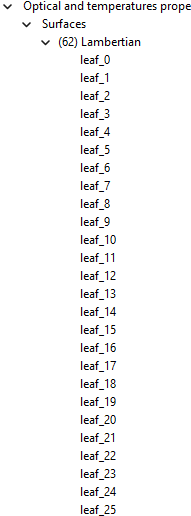 Optical and temperatures prope
Surfaces
(62) Lambertian
leaf_0
leaf_1
leaf_2
leaf_3
leaf_4
leaf_5
leaf_6
leaf_7
leaf_8
leaf_9
leaf_10
leaf_11
leaf_12
leaf_13
leaf_14
leaf_15
leaf_16
leaf_17
leaf_18
leaf_19
leaf_20
leaf_21
leaf_22
leaf_23
leaf_24
leaf_25